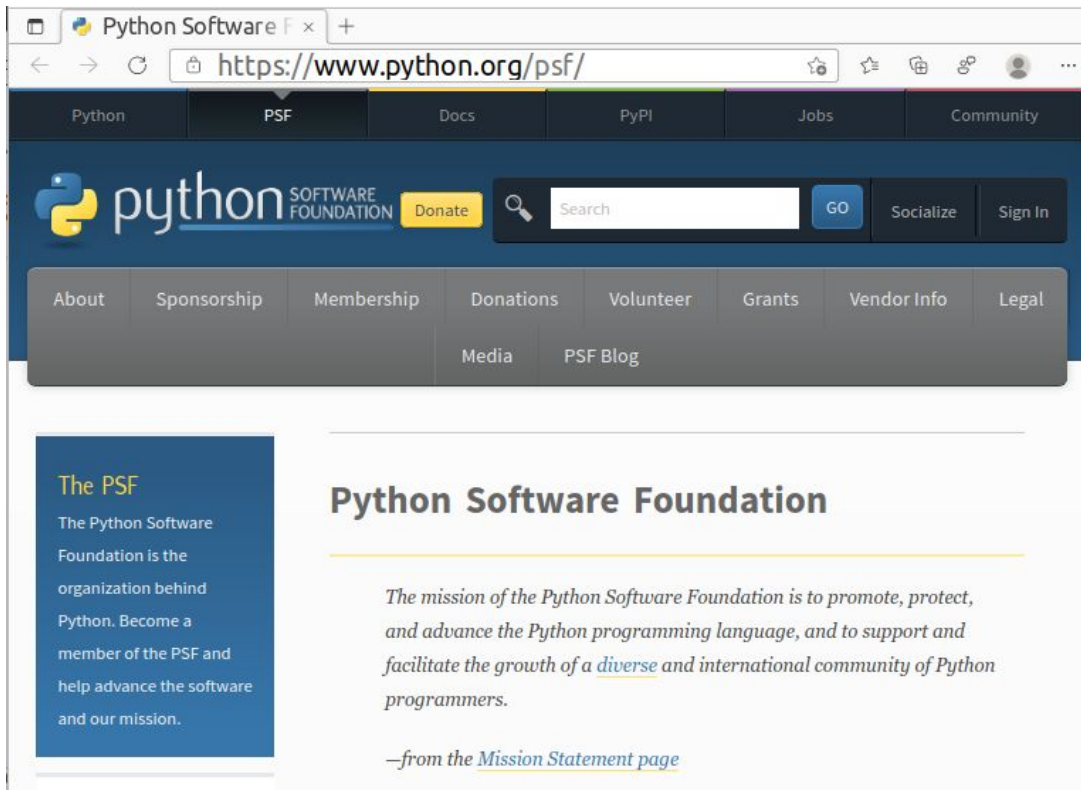 Python Software F
https://www.python.org/psf/
Python PSF Docs PyPI Jobs Community
python SOFTWARE FOUNDATION Donate Search GO Socialize Sign In
About Sponsorship Membership Donations Volunteer Grants Vendor Info Legal
Media PSF Blog
The PSF
The Python Software
Foundation is the
organization behind
Python. Become a
member of the PSF and
help advance the software
and our mission.
Python Software Foundation
The mission of the Python Software Foundation is to promote, protect,
and advance the Python programming language, and to support and
facilitate the growth of a diverse and international community of Python
programmers.
—from the Mission Statement page